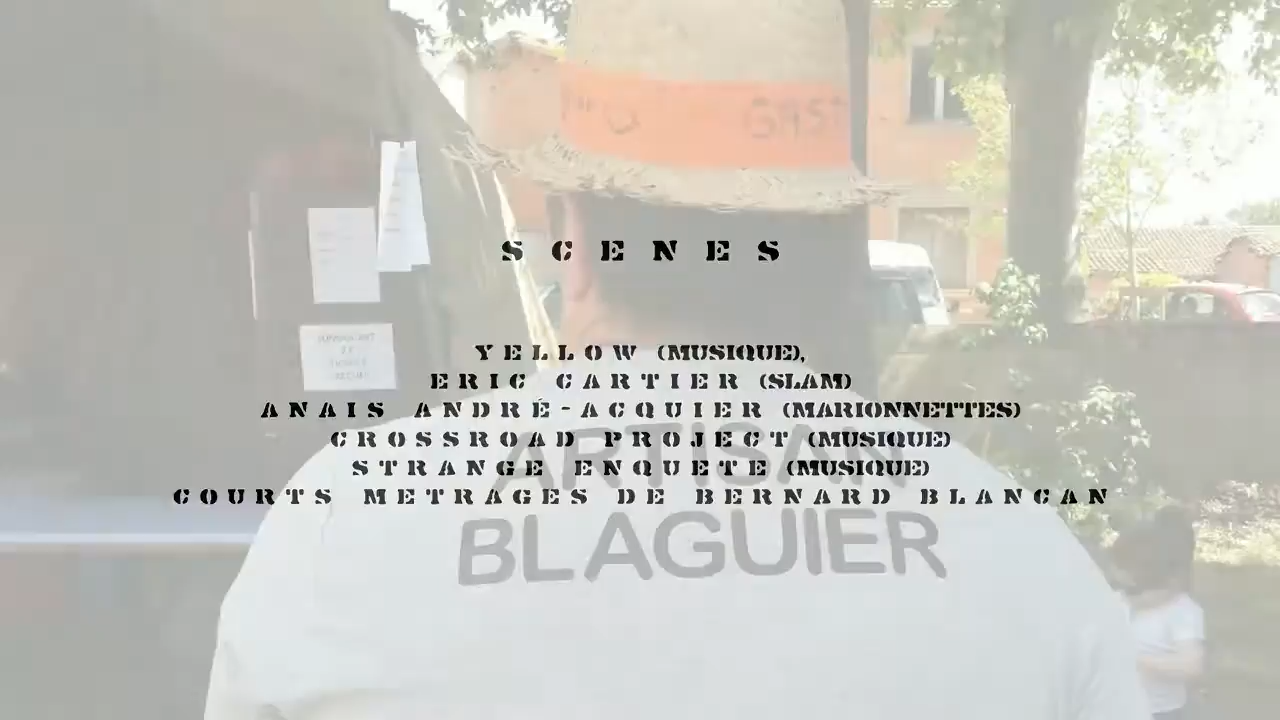 SCENES
YELLOW (MUSIQUE),
ERIC CARTIER (SLAM)
ANAIS ANDRÉ-ACQUIER (MARIONNETTES)
CROSSROAD PROJECT (MUSIQUE)
STRANGE ENQUETE (MUSIQUE)
COURTS METRAGES DE BERNARD BLANCAN
ARTISAN
BLAGUIER